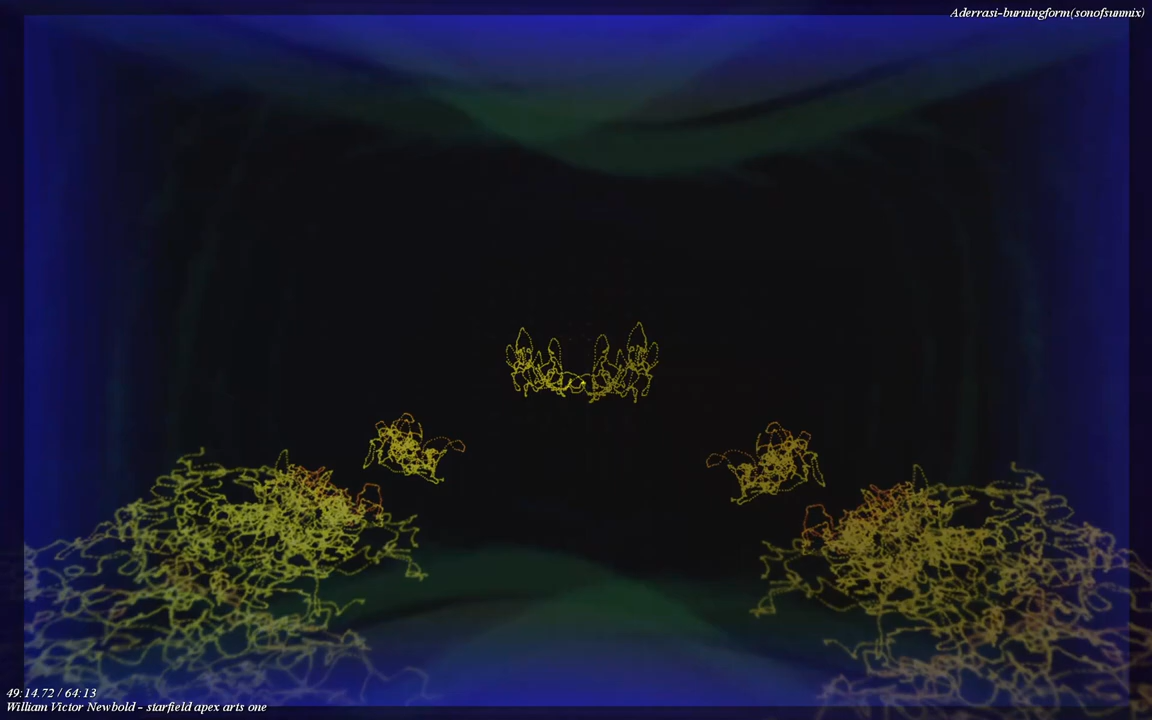 Aderrasi-burningform(sonofsunmix)
49:14.72 / 64:13
William Victor Newbold - starfield apex arts one